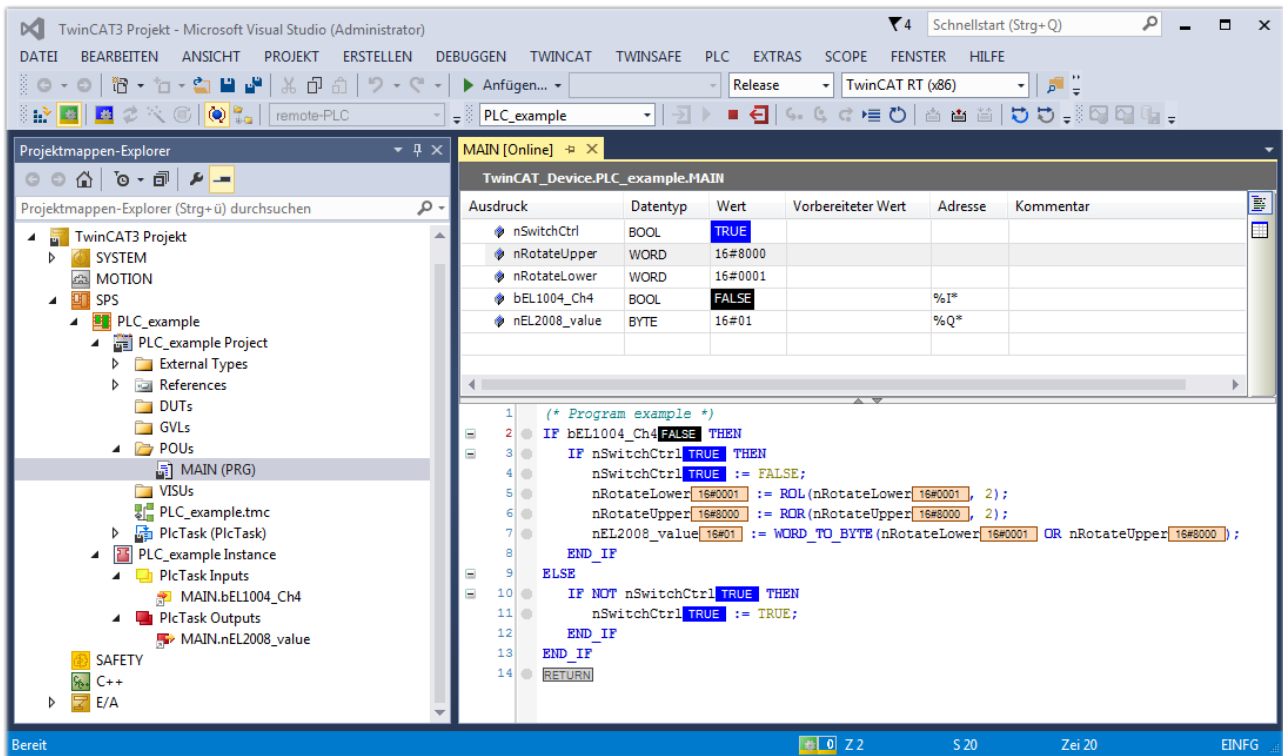 TwinCAT3 Projekt - Microsoft Visual Studio (Administrator) 4 Schnellstart (Strg+Q)
DATEI BEARBEITEN ANSICHT PROJEKT ERSTELLEN DEBUGGEN TWINCAT TWINSAFE PLC EXTRAS SCOPE FENSTER HILFE
Anfügen... Release TwinCAT RT (x86)
remote-PLC PLC_example
Projektmappen-Explorer
Projektmappen-Explorer (Strg+ü) durchsuchen
TwinCAT3 Projekt
SYSTEM
MOTION
SPS
PLC_example
PLC_example Project
External Types
References
DUTs
GVLs
POUs
MAIN (PRG)
VISUs
PLC_example.tmc
PlcTask (PlcTask)
PLC_example Instance
PlcTask Inputs
MAIN.bEL1004_Ch4
PlcTask Outputs
MAIN.nEL2008_value
SAFETY
C++
E/A
MAIN [Online]
TwinCAT_Device.PLC_example.MAIN
Ausdruck Datentyp Wert Vorbereiteter Wert Adresse Kommentar
nSwitchCtrl BOOL TRUE
nRotateUpper WORD 16#8000
nRotateLower WORD 16#0001
bEL1004_Ch4 BOOL FALSE %I*
nEL2008_value BYTE 16#01 %Q*
1 (* Program example *)
2 IF bEL1004_Ch4 FALSE THEN
3 IF nSwitchCtrl TRUE THEN
4 nSwitchCtrl TRUE := FALSE;
5 nRotateLower 16#0001 := ROL(nRotateLower 16#0001 , 2);
6 nRotateUpper 16#8000 := ROR(nRotateUpper 16#8000 , 2);
7 nEL2008_value 16#01 := WORD_TO_BYTE(nRotateLower 16#0001 OR nRotateUpper 16#8000 );
8 END_IF
9 ELSE
10 IF NOT nSwitchCtrl TRUE THEN
11 nSwitchCtrl TRUE := TRUE;
12 END_IF
13 END_IF
14 RETURN
Bereit 0 Z 2 S 20 Zei 20 EINFG